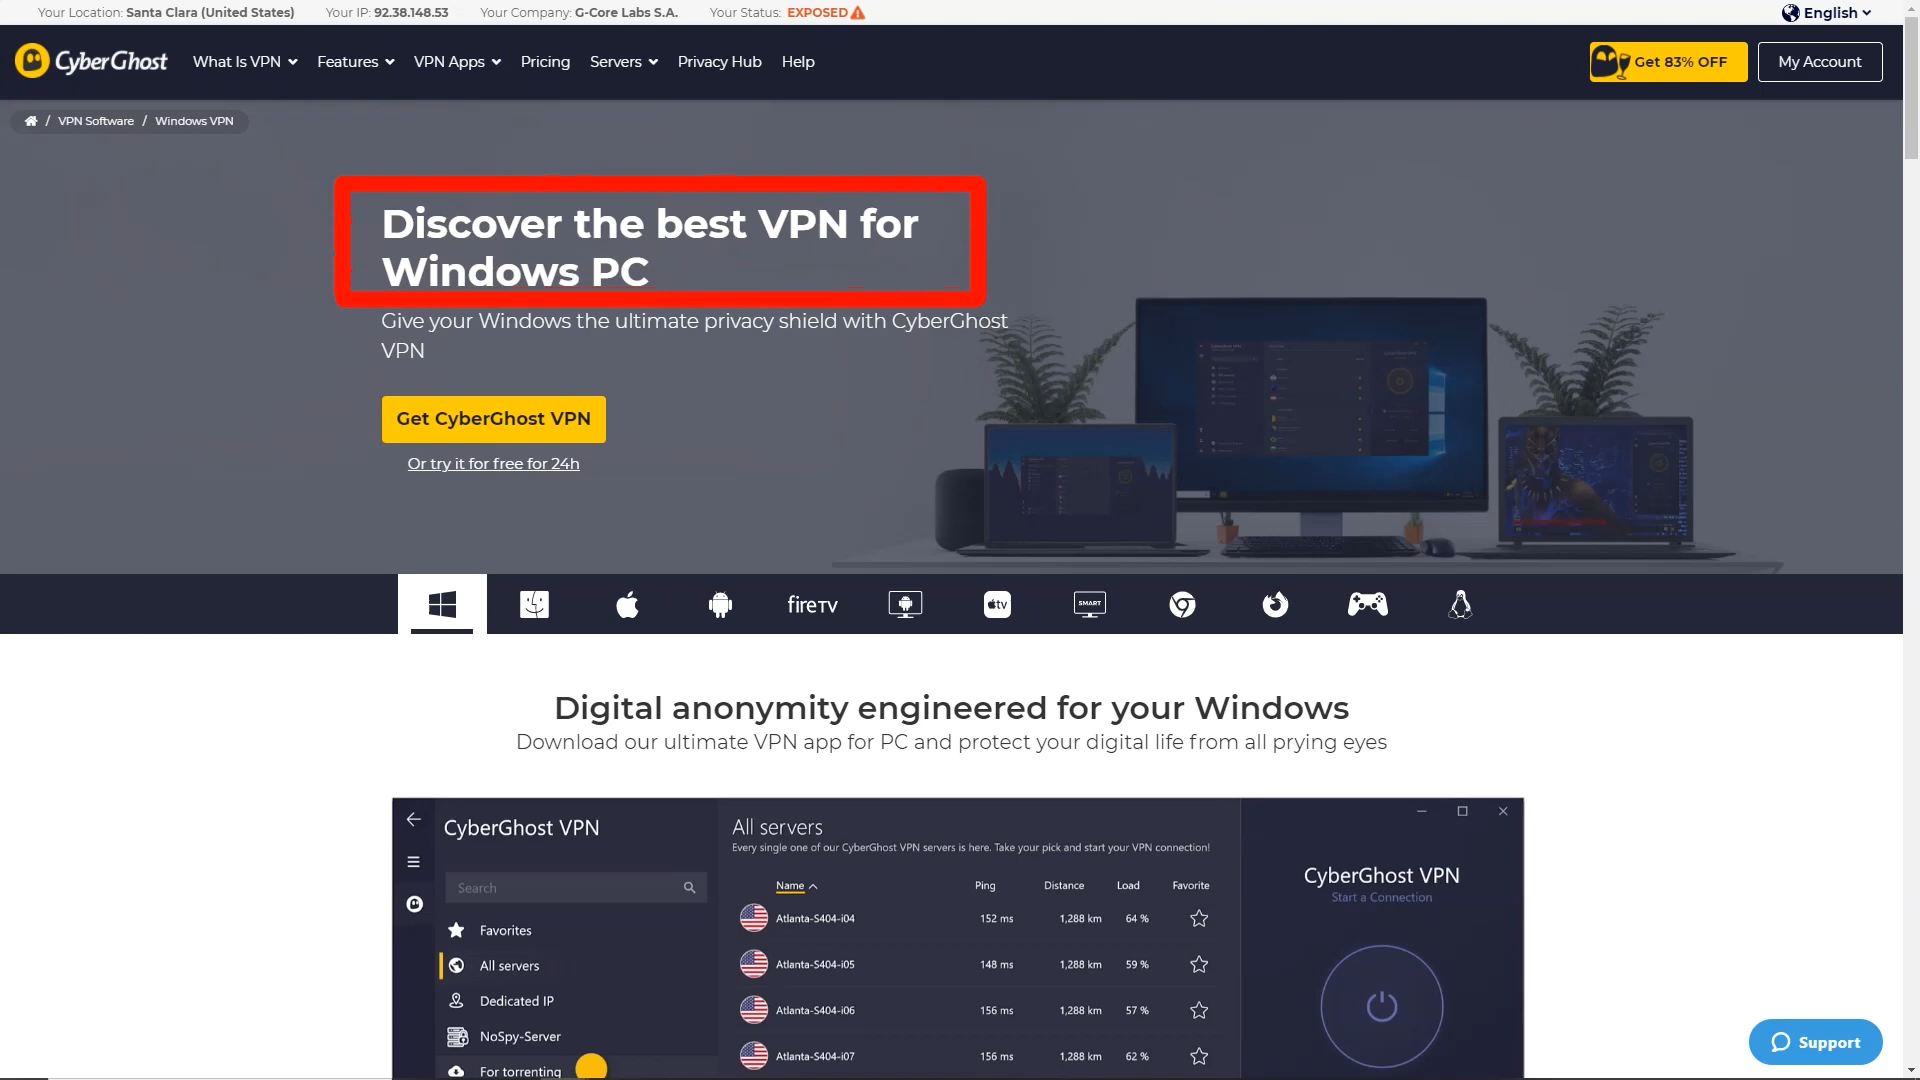 Your Location: Santa Clara (United States) Your IP: 92.38.148.53 Your Company: G-Core Labs S.A. Your Status: EXPOSED English
CyberGhost What Is VPN Features VPN Apps Pricing Servers Privacy Hub Help Get 83% OFF My Account
/ VPN Software / Windows VPN
Discover the best VPN for
Windows PC
Give your Windows the ultimate privacy shield with CyberGhost
VPN
Get CyberGhost VPN
Or try it for free for 24h
fireTV tv SMART
Digital anonymity engineered for your Windows
Download our ultimate VPN app for PC and protect your digital life from all prying eyes
CyberGhost VPN
Search
Favorites
All servers
Dedicated IP
NoSpy-Server
For torrenting
All servers
Every single one of our CyberGhost VPN servers is here. Take your pick and start your VPN connection!
Name Ping Distance Load Favorite
Atlanta-S404-i04 152 ms 1,288 km 64 %
Atlanta-S404-i05 148 ms 1,288 km 59 %
Atlanta-S404-i06 156 ms 1,288 km 57 %
Atlanta-S404-i07 156 ms 1,288 km 62 %
CyberGhost VPN
Start a Connection
Support